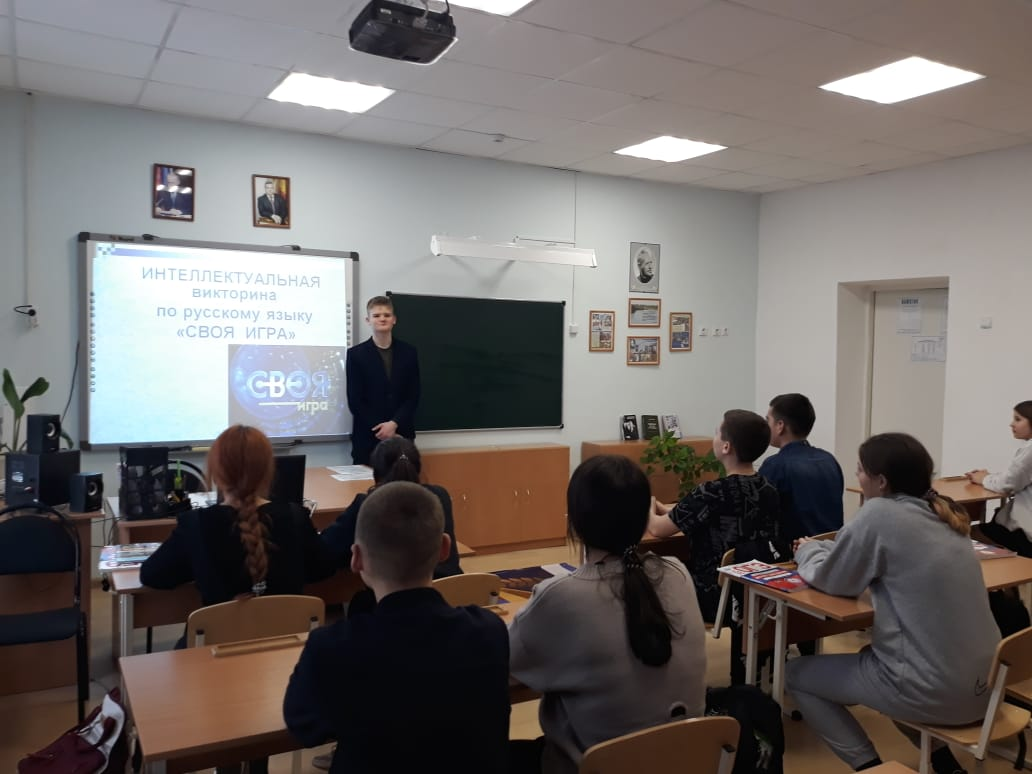 ИНТЕЛЛЕКТУАЛЬНАЯ
викторина
по русскому языку
«СВОЯ ИГРА»
СВОЯ
игра